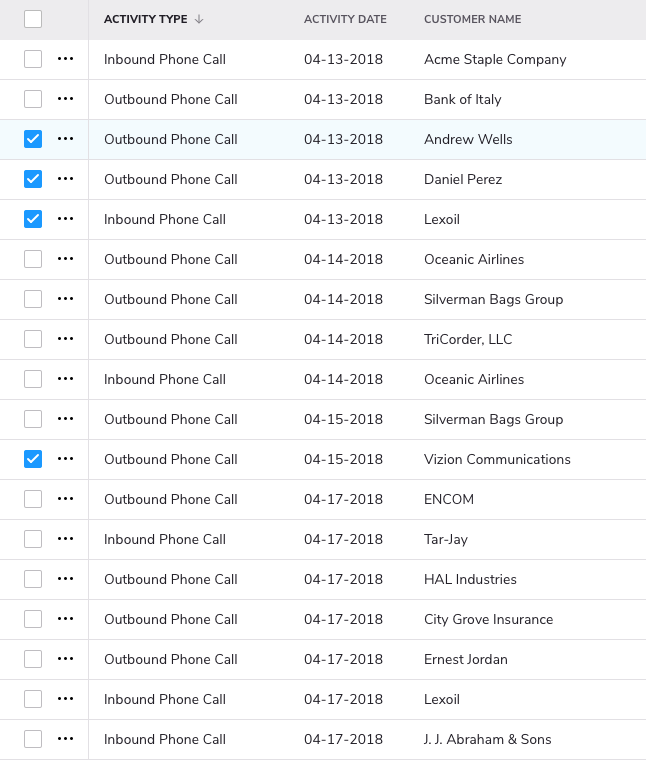 ACTIVITY TYPE ↓ ACTIVITY DATE CUSTOMER NAME
Inbound Phone Call 04-13-2018 Acme Staple Company
Outbound Phone Call 04-13-2018 Bank of Italy
Outbound Phone Call 04-13-2018 Andrew Wells
Outbound Phone Call 04-13-2018 Daniel Perez
Inbound Phone Call 04-13-2018 Lexoil
Outbound Phone Call 04-14-2018 Oceanic Airlines
Outbound Phone Call 04-14-2018 Silverman Bags Group
Outbound Phone Call 04-14-2018 TriCorder, LLC
Inbound Phone Call 04-14-2018 Oceanic Airlines
Outbound Phone Call 04-15-2018 Silverman Bags Group
Outbound Phone Call 04-15-2018 Vizion Communications
Outbound Phone Call 04-17-2018 ENCOM
Inbound Phone Call 04-17-2018 Tar-Jay
Outbound Phone Call 04-17-2018 HAL Industries
Outbound Phone Call 04-17-2018 City Grove Insurance
Outbound Phone Call 04-17-2018 Ernest Jordan
Inbound Phone Call 04-17-2018 Lexoil
Inbound Phone Call 04-17-2018 J. J. Abraham & Sons